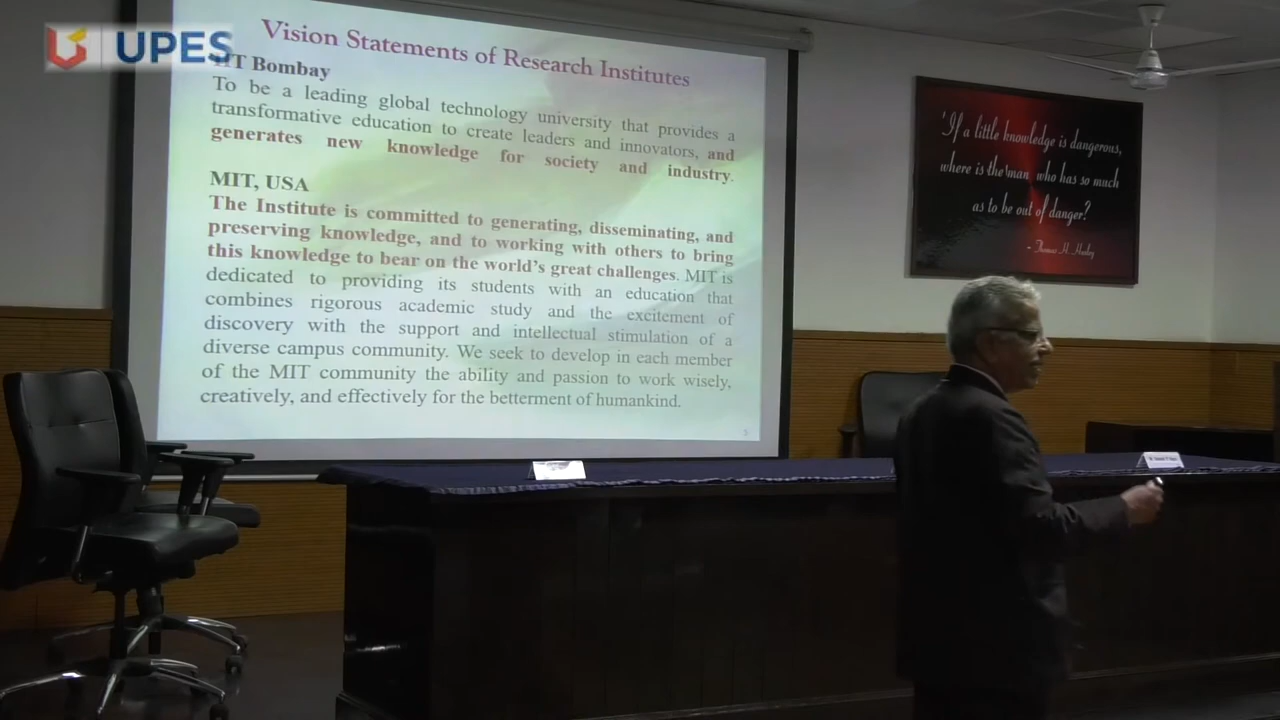 UPES
Vision Statements of Research Institutes
IIT Bombay
To be a leading global technology university that provides a
transformative education to create leaders and innovators, and
generates new knowledge for society and industry.
MIT, USA
The Institute is committed to generating, disseminating, and
preserving knowledge, and to working with others to bring
this knowledge to bear on the world's great challenges. MIT is
dedicated to providing its students with an education that
combines rigorous academic study and the excitement of
discovery with the support and intellectual stimulation of a
diverse campus community. We seek to develop in each member
of the MIT community the ability and passion to work wisely,
creatively, and effectively for the betterment of humankind.
'If a little knowledge is dangerous,
where is the man who has so much
as to be out of danger?
- Thomas H. Huxley